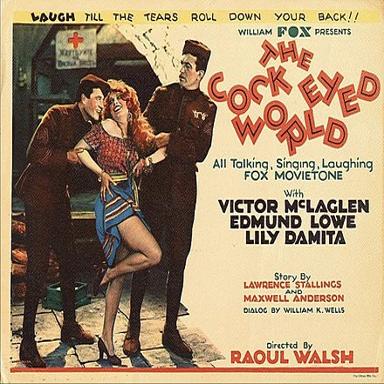 LAUGH TILL THE TEARS ROLL DOWN YOUR BACK!!
WILLIAM FOX PRESENTS
THE
COCK EYED
WORLD
All Talking, Singing, Laughing
FOX MOVIETONE
With
VICTOR McLAGLEN
EDMUND LOWE
LILY DAMITA
Story By
LAWRENCE STALLINGS
AND
MAXWELL ANDERSON
DIALOG BY WILLIAM K. WELLS
Directed By
RAOUL WALSH